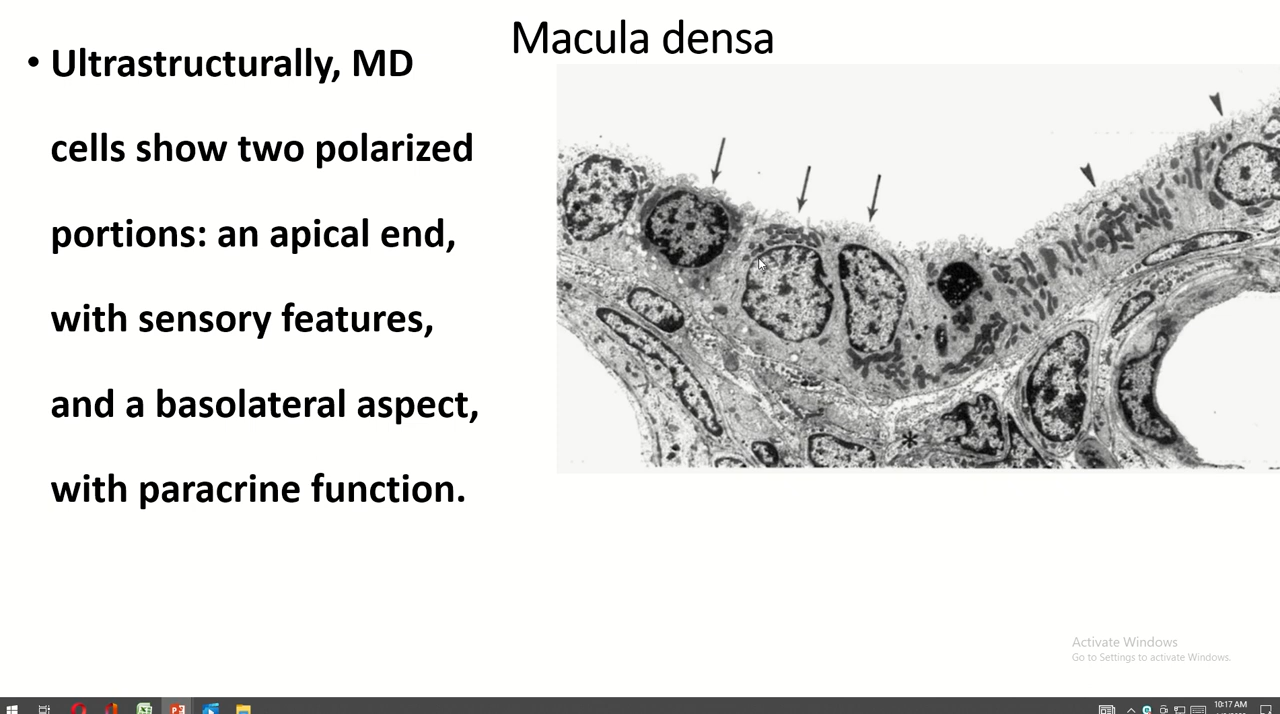 Macula densa
• Ultrastructurally, MD
cells show two polarized
portions: an apical end,
with sensory features,
and a basolateral aspect,
with paracrine function.
*
Activate Windows
Go to Settings to activate Windows.
10:17 AM